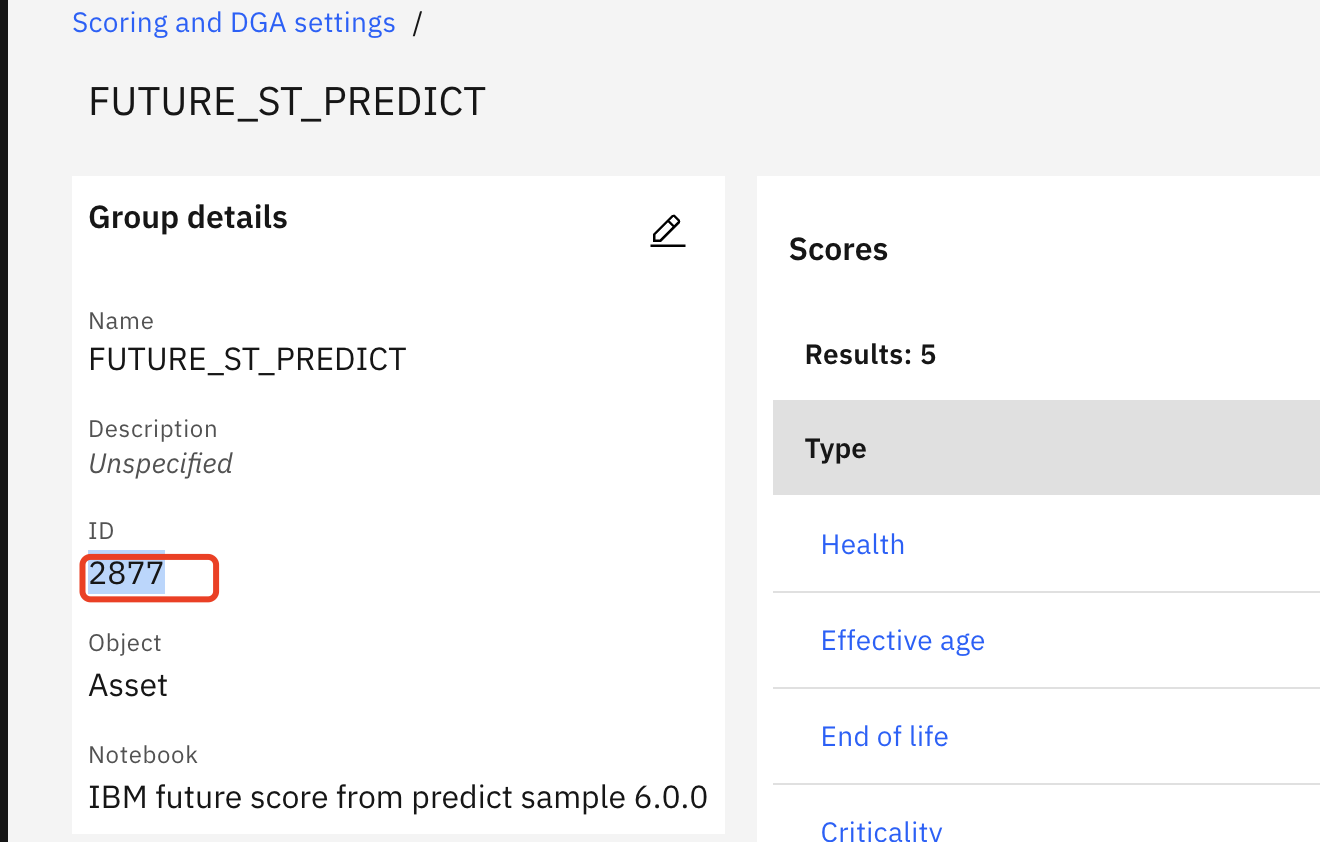 Scoring and DGA settings /
FUTURE_ST_PREDICT
Group details
Name
FUTURE_ST_PREDICT
Description
Unspecified
ID
2877
Object
Asset
Notebook
IBM future score from predict sample 6.0.0
Scores
Results: 5
Type
Health
Effective age
End of life
Criticality